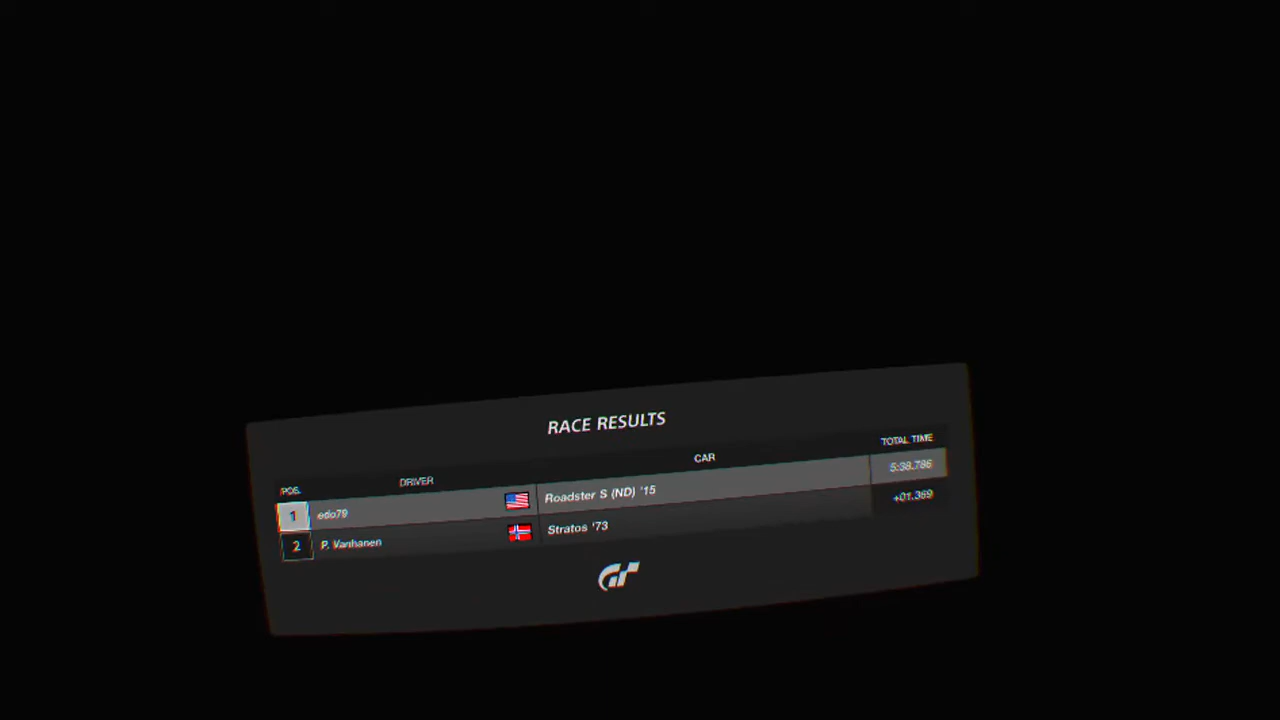 RACE RESULTS
POS. DRIVER CAR TOTAL TIME
1 edo79 Roadster S (ND) '15 5:38.786
2 P. Vanhanen Stratos '73 +01.369
GT